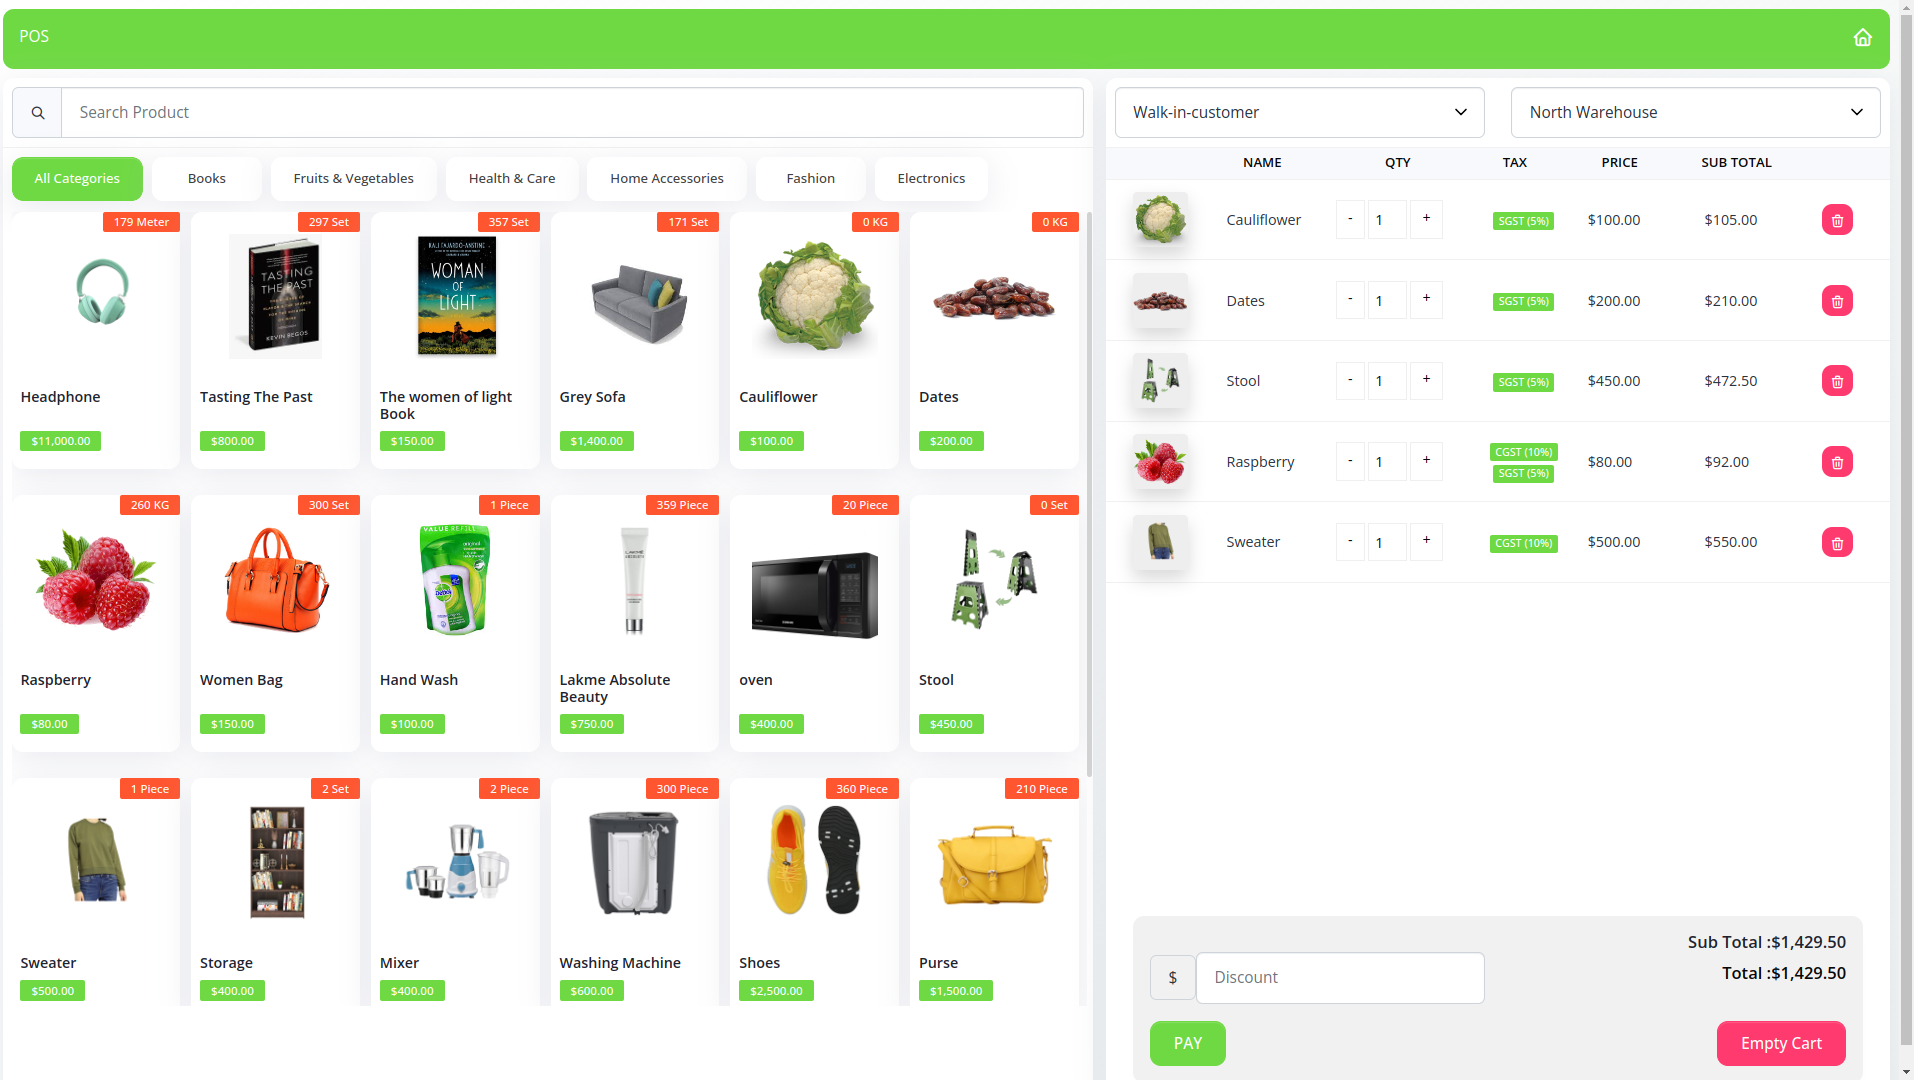 POS
Search Product
All Categories
Books
Fruits & Vegetables
Health & Care
Home Accessories
Fashion
Electronics
179 Meter
297 Set
357 Set
171 Set
0 KG
0 KG
TASTING
THE PAST
KEVIN BEGOS
KALI FAJARDO-ANSTINE
WOMAN
OF
LIGHT
Headphone
Tasting The Past
The women of light
Book
Grey Sofa
Cauliflower
Dates
$11,000.00
$800.00
$150.00
$1,400.00
$100.00
$200.00
260 KG
300 Set
1 Piece
359 Piece
20 Piece
0 Set
VALUE REFILL
Dettol
Raspberry
Women Bag
Hand Wash
Lakme Absolute
Beauty
oven
Stool
$80.00
$150.00
$100.00
$750.00
$400.00
$450.00
1 Piece
2 Set
2 Piece
300 Piece
360 Piece
210 Piece
Sweater
Storage
Mixer
Washing Machine
Shoes
Purse
$500.00
$400.00
$400.00
$600.00
$2,500.00
$1,500.00
Walk-in-customer
North Warehouse
NAME QTY TAX PRICE SUB TOTAL
Cauliflower - 1 + SGST (5%) $100.00 $105.00
Dates - 1 + SGST (5%) $200.00 $210.00
Stool - 1 + SGST (5%) $450.00 $472.50
Raspberry - 1 + CGST (10%) SGST (5%) $80.00 $92.00
Sweater - 1 + CGST (10%) $500.00 $550.00
Sub Total :$1,429.50
Total :$1,429.50
$ Discount
PAY
Empty Cart